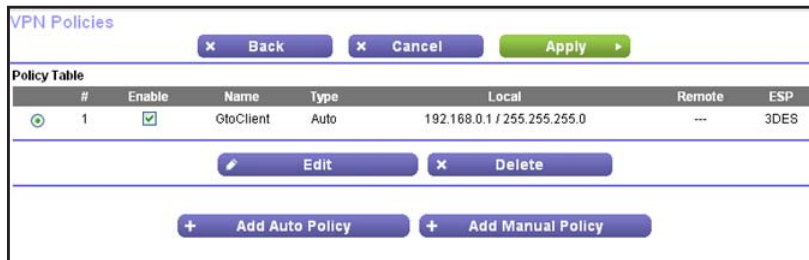 VPN Policies
Back Cancel Apply
Policy Table
# Enable Name Type Local Remote ESP
1 GtoClient Auto 192.168.0.1 / 255.255.255.0 --- 3DES
Edit Delete
Add Auto Policy Add Manual Policy